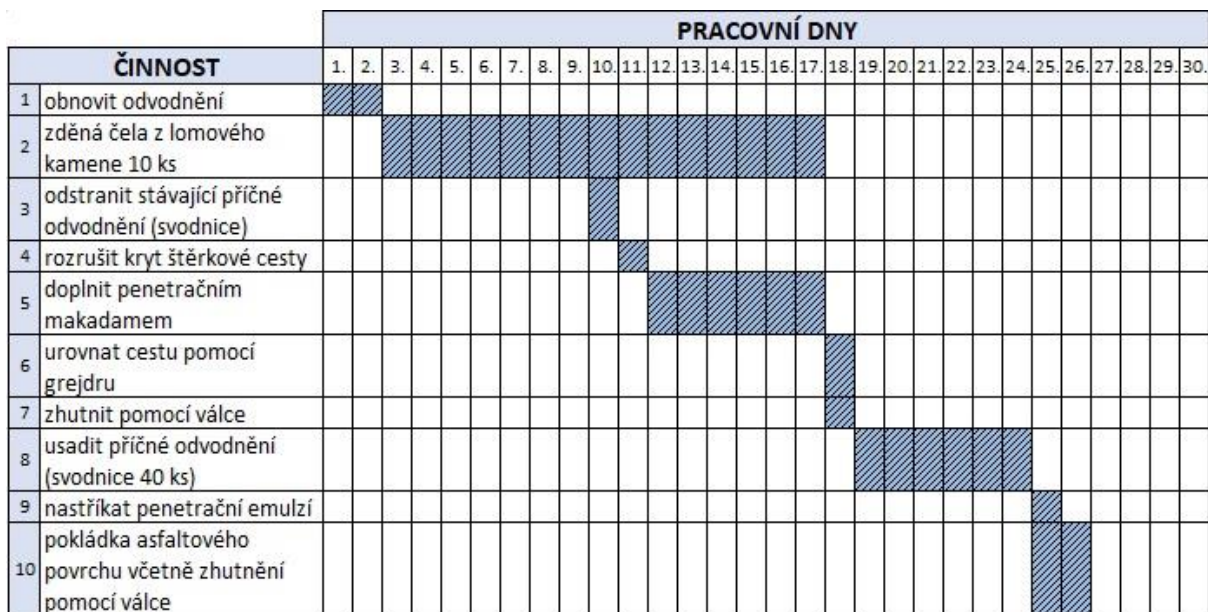 PRACOVNÍ DNY
ČINNOST 1. 2. 3. 4. 5. 6. 7. 8. 9. 10. 11. 12. 13. 14. 15. 16. 17. 18. 19. 20. 21. 22. 23. 24. 25. 26. 27. 28. 29. 30.
1 obnovit odvodnění
2 zděná čela z lomového
kamene 10 ks
3 odstranit stávající příčné
odvodnění (svodnice)
4 rozrušit kryt štěrkové cesty
5 doplnit penetračním
makadamem
6 urovnat cestu pomocí
grejdru
7 zhutnit pomocí válce
8 usadit příčné odvodnění
(svodnice 40 ks)
9 nastříkat penetrační emulzí
10 pokládka asfaltového
povrchu včetně zhutnění
pomocí válce